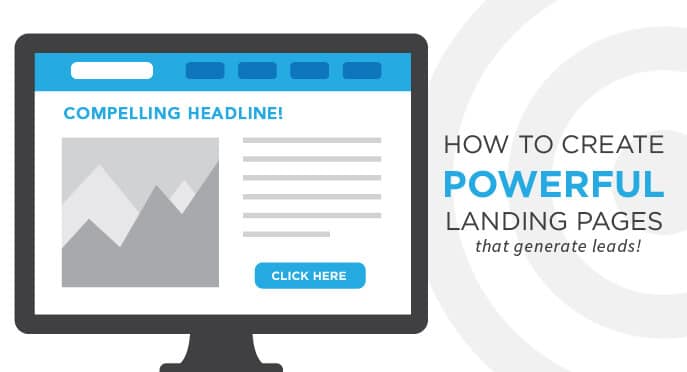 COMPELLING HEADLINE!
CLICK HERE
HOW TO CREATE
POWERFUL
LANDING PAGES
that generate leads!